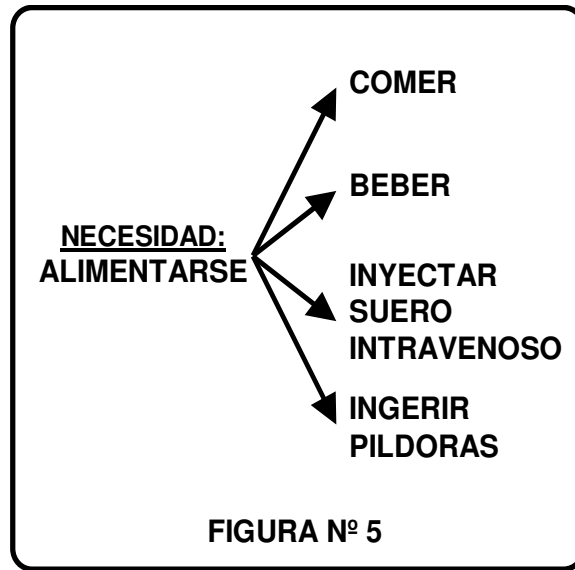 COMER
BEBER
NECESIDAD:
ALIMENTARSE
INYECTAR
SUERO
INTRAVENOSO
INGERIR
PILDORAS
FIGURA Nº 5